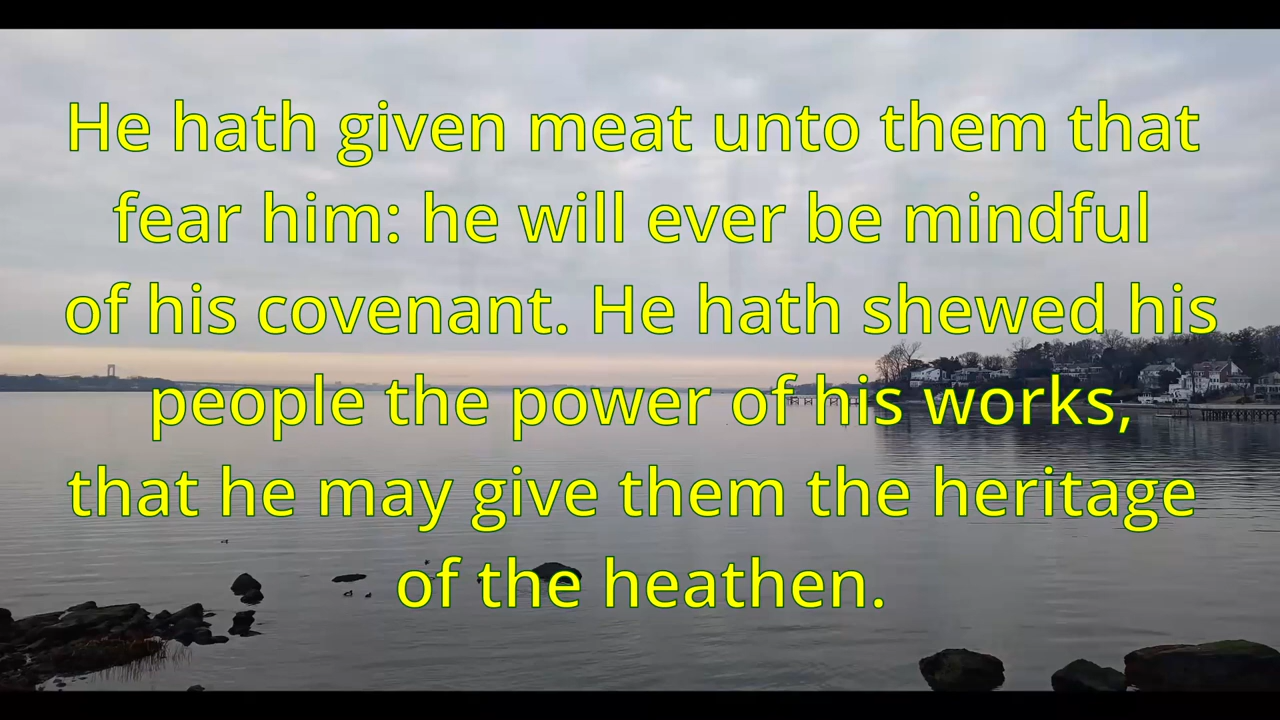 He hath given meat unto them that
fear him: he will ever be mindful
of his covenant. He hath shewed his
people the power of his works,
that he may give them the heritage
of the heathen.